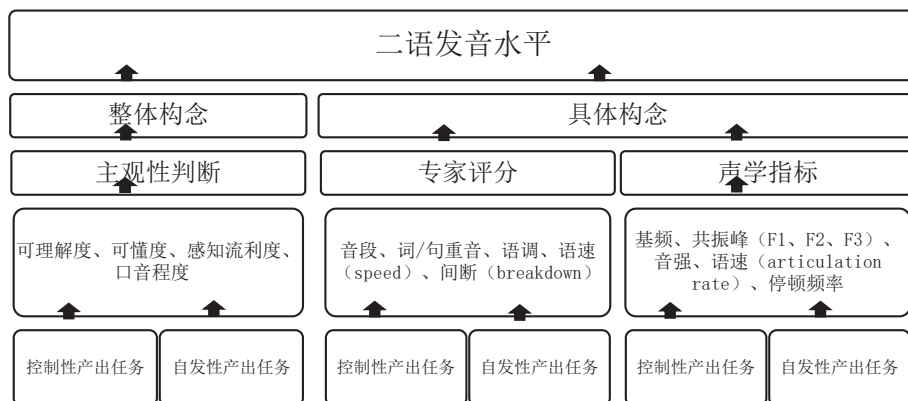 二语发音水平
整体构念
具体构念
主观性判断
专家评分
声学指标
可理解度、可懂度、感知流利度、
口音程度
音段、词/句重音、语调、语速
（speed）、间断（breakdown）
基频、共振峰（F1、F2、F3）、
音强、语速（articulation
rate）、停顿频率
控制性产出任务
自发性产出任务
控制性产出任务
自发性产出任务
控制性产出任务
自发性产出任务